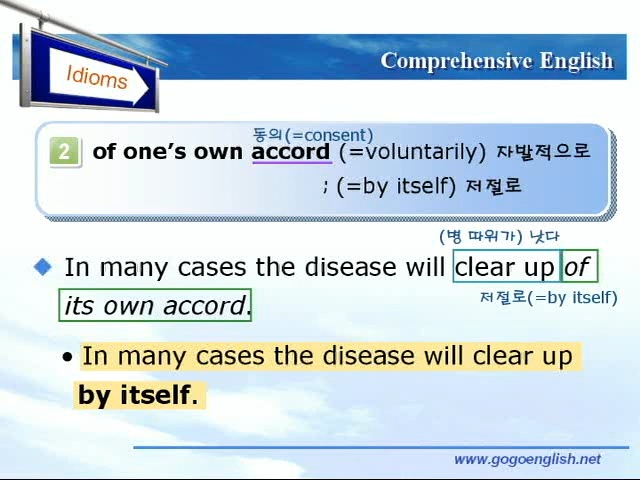 Idioms
Comprehensive English
동의(=consent)
2 of one's own accord (=voluntarily) 자발적으로
; (=by itself) 저절로
(병 따위가) 낫다
In many cases the disease will clear up of
저절로(=by itself)
its own accord.
• In many cases the disease will clear up
by itself.
www.gogoenglish.net